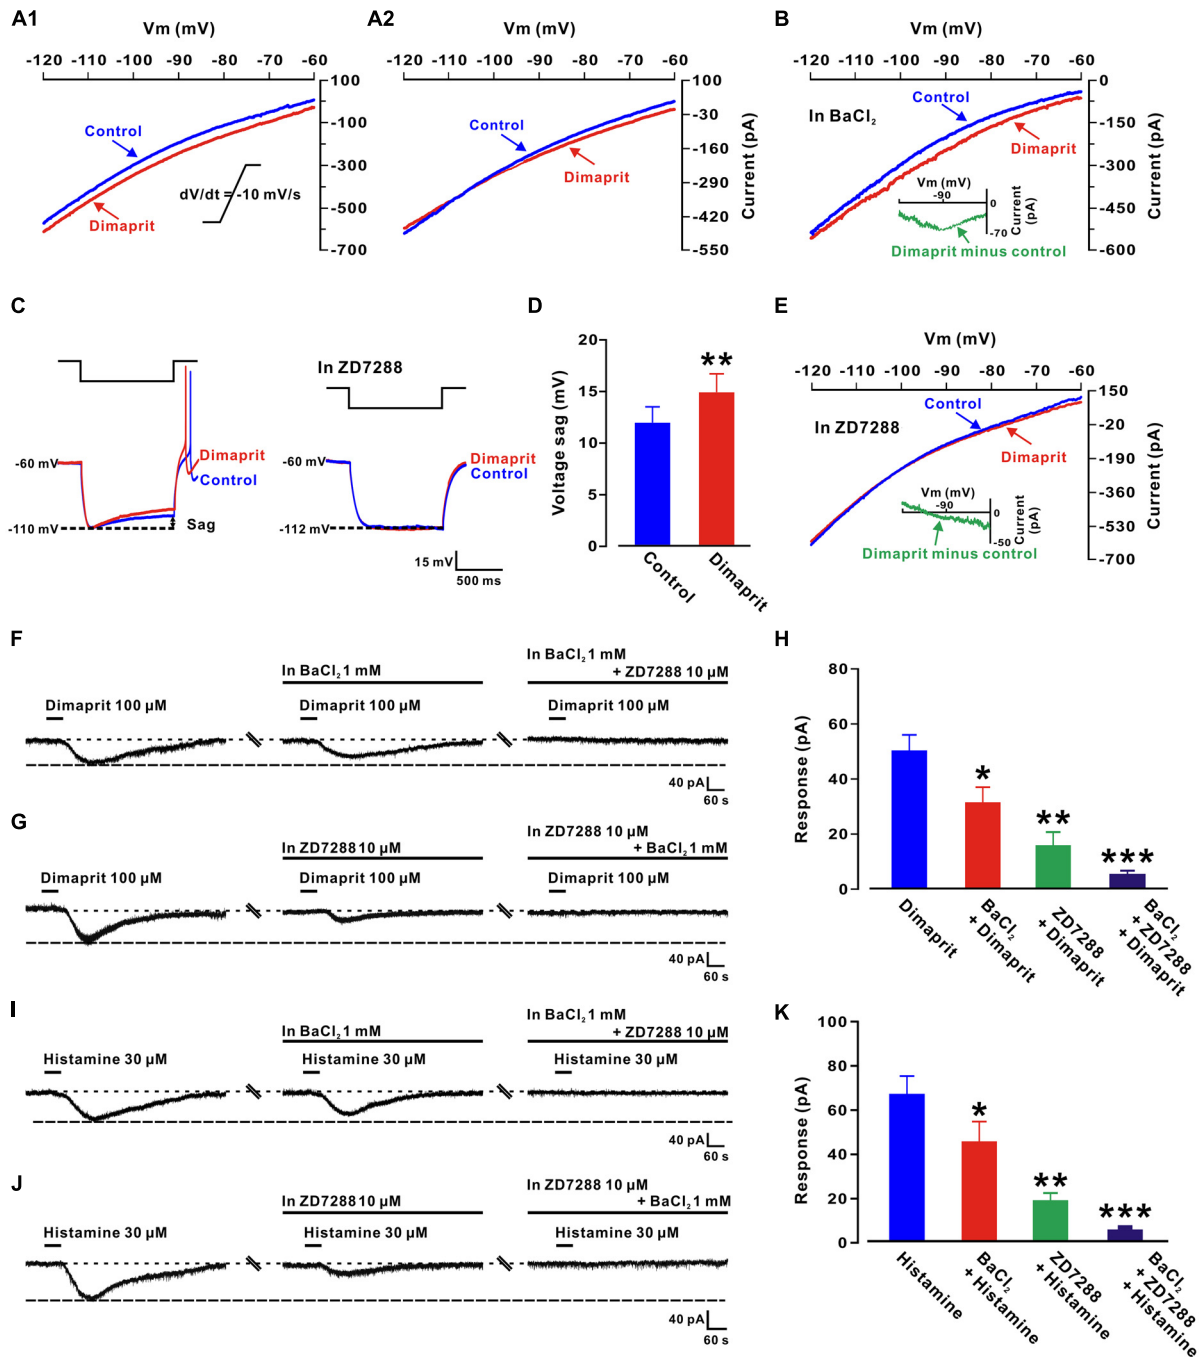 A1
Vm (mV)
-120 -110 -100 -90 -80 -70 -60
100
-100
-300
-500
-700
Control
Dimaprit
dV/dt = -10 mV/s
A2
Vm (mV)
-120 -110 -100 -90 -80 -70 -60
100
-30
-160
-290
-420
-550
Current (pA)
Control
Dimaprit
B
Vm (mV)
-120 -110 -100 -90 -80 -70 -60
0
-150
-300
-450
-600
Current (pA)
In BaCl2
Control
Dimaprit
Vm (mV)
-90
0
-70
Current
(pA)
Dimaprit minus control
C
-60 mV
-110 mV
Dimaprit
Control
Sag
In ZD7288
-60 mV
-112 mV
Dimaprit
Control
15 mV
500 ms
D
Voltage sag (mV)
20
15
10
5
0
**
Control
Dimaprit
E
Vm (mV)
-120 -110 -100 -90 -80 -70 -60
150
-20
-190
-360
-530
-700
Current (pA)
In ZD7288
Control
Dimaprit
Vm (mV)
-90
0
-50
Current
(pA)
Dimaprit minus control
F
In BaCl2 1 mM
In BaCl2 1 mM
+ ZD7288 10 μM
Dimaprit 100 μM
Dimaprit 100 μM
Dimaprit 100 μM
40 pA
60 s
G
In ZD7288 10 μM
In ZD7288 10 μM
+ BaCl2 1 mM
Dimaprit 100 μM
Dimaprit 100 μM
Dimaprit 100 μM
40 pA
60 s
H
Response (pA)
80
60
40
20
0
*
**
***
Dimaprit
BaCl2
+ Dimaprit
ZD7288
+ Dimaprit
BaCl2
+ ZD7288
+ Dimaprit
I
In BaCl2 1 mM
In BaCl2 1 mM
+ ZD7288 10 μM
Histamine 30 μM
Histamine 30 μM
Histamine 30 μM
40 pA
60 s
J
In ZD7288 10 μM
In ZD7288 10 μM
+ BaCl2 1 mM
Histamine 30 μM
Histamine 30 μM
Histamine 30 μM
40 pA
60 s
K
Response (pA)
100
80
60
40
20
0
*
**
***
Histamine
BaCl2
+ Histamine
ZD7288
+ Histamine
BaCl2
+ ZD7288
+ Histamine